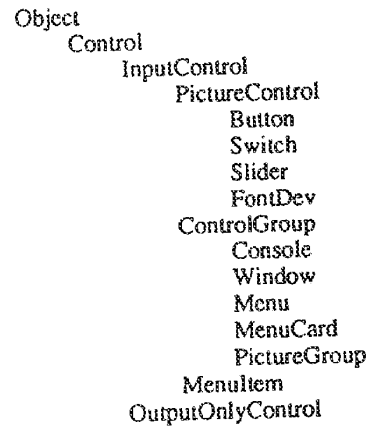 Object
Control
InputControl
PictureControl
Button
Switch
Slider
FontDev
ControlGroup
Console
Window
Menu
MenuCard
PictureGroup
MenuItem
OutputOnlyControl